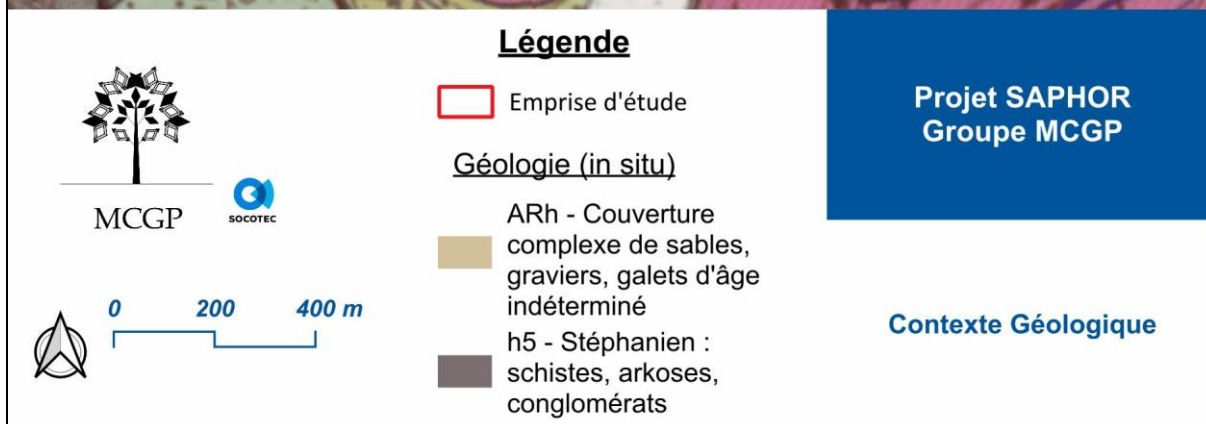 Légende
Emprise d'étude
Géologie (in situ)
ARh - Couverture
complexe de sables,
graviers, galets d'âge
indéterminé
h5 - Stéphanien :
schistes, arkoses,
conglomérats
MCGP
SOCOTEC
0 200 400 m
Projet SAPHOR
Groupe MCGP
Contexte Géologique